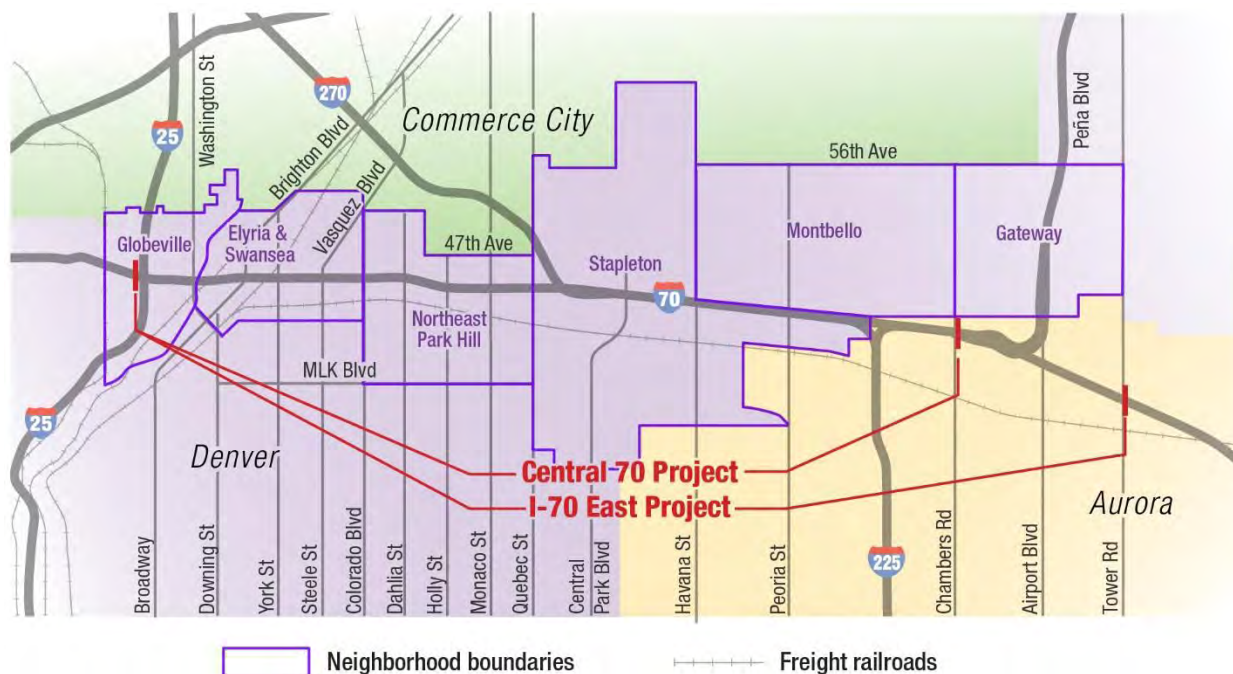 25
Washington St
270
Commerce City
Peña Blvd
Brighton Blvd
Vasquez Blvd
56th Ave
Globeville
Elyria &
Swansea
47th Ave
Stapleton
Montbello
Gateway
70
Northeast
Park Hill
MLK Blvd
25
Denver
Central 70 Project
I-70 East Project
Aurora
Broadway
Downing St
York St
Steele St
Colorado Blvd
Dahlia St
Holly St
Monaco St
Quebec St
Central
Park Blvd
Havana St
Peoria St
225
Chambers Rd
Airport Blvd
Tower Rd
Neighborhood boundaries
Freight railroads